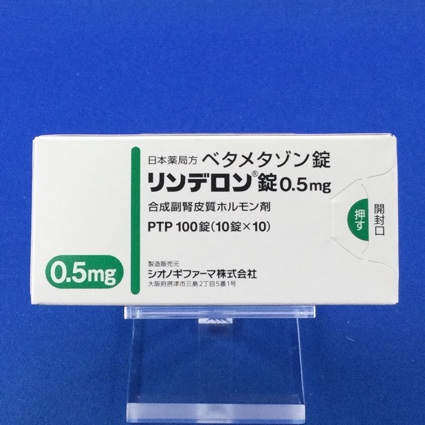 日本薬局方 ベタメタゾン錠
リンデロン®錠0.5mg
合成副腎皮質ホルモン剤
PTP 100錠(10錠×10)
製造販売元
シオノギファーマ株式会社
大阪府摂津市三島2丁目5番1号
0.5mg
押す
開封口